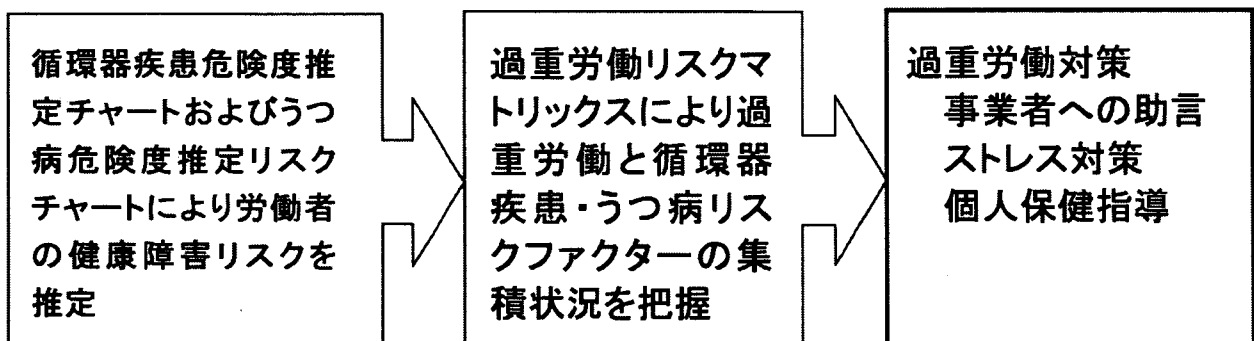 循環器疾患危険度推
定チャートおよびうつ
病危険度推定リスク
チャートにより労働者
の健康障害リスクを
推定
過重労働リスクマ
トリックスにより過
重労働と循環器
疾患・うつ病リス
クファクターの集
積状況を把握
過重労働対策
事業者への助言
ストレス対策
個人保健指導